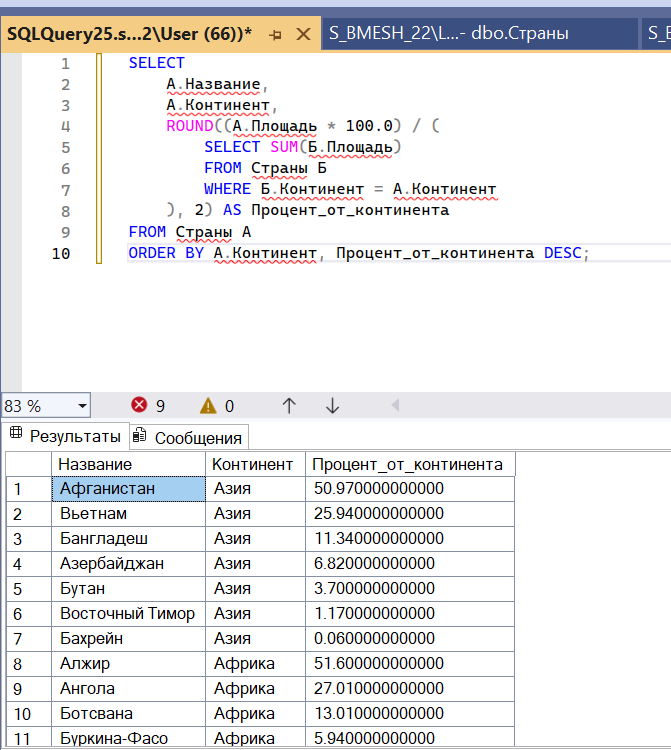 SQLQuery25.s...2\User (66))* S_BMESH_22\L...- dbo.Страны
1 SELECT
2 А.Название,
3 А.Континент,
4 ROUND((А.Площадь * 100.0) / (
5 SELECT SUM(Б.Площадь)
6 FROM Страны Б
7 WHERE Б.Континент = А.Континент
8 ), 2) AS Процент_от_континента
9 FROM Страны А
10 ORDER BY А.Континент, Процент_от_континента DESC;
83 % 9 0
Результаты Сообщения
Название Континент Процент_от_континента
1 Афганистан Азия 50.970000000000
2 Вьетнам Азия 25.940000000000
3 Бангладеш Азия 11.340000000000
4 Азербайджан Азия 6.820000000000
5 Бутан Азия 3.700000000000
6 Восточный Тимор Азия 1.170000000000
7 Бахрейн Азия 0.060000000000
8 Алжир Африка 51.600000000000
9 Ангола Африка 27.010000000000
10 Ботсвана Африка 13.010000000000
11 Буркина-Фасо Африка 5.940000000000